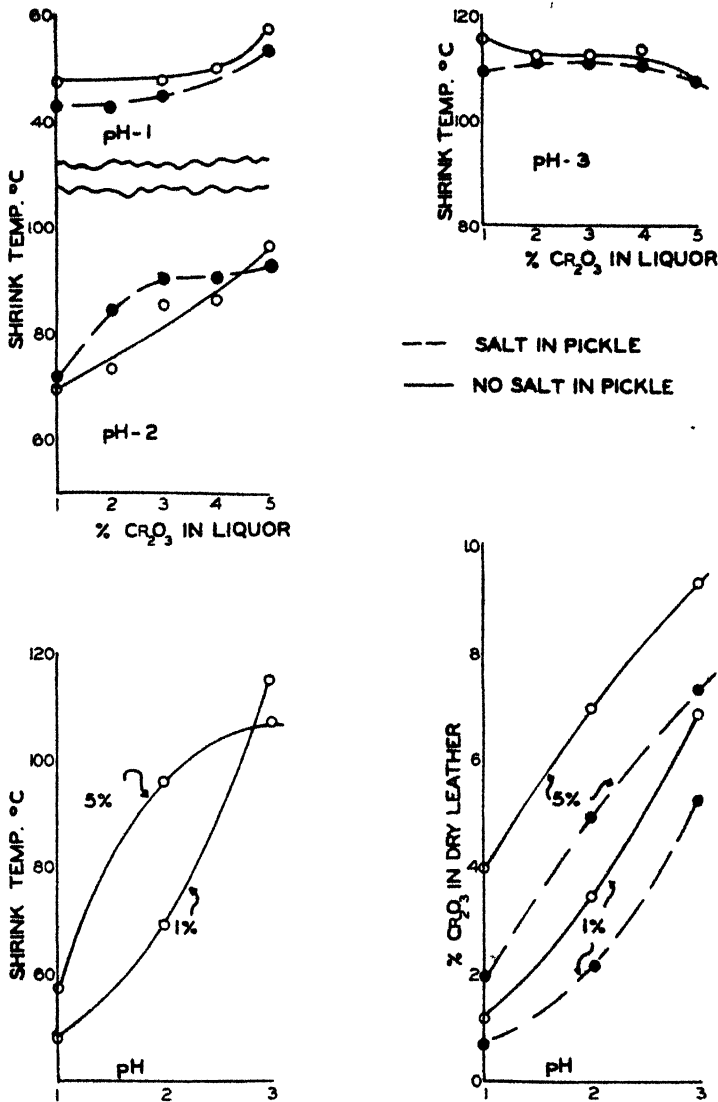 60
40
pH-1
SHRINK TEMP. °C
100
80
60
pH-2
1 2 3 4 5
% CR2O3 IN LIQUOR
120
100
80
SHRINK TEMP. °C
pH-3
1 2 3 4 5
% CR2O3 IN LIQUOR
SALT IN PICKLE
NO SALT IN PICKLE
120
100
80
60
SHRINK TEMP. °C
5%
1%
pH
1 2 3
10
8
6
4
2
0
% CR2O3 IN DRY LEATHER
5%
1%
pH
1 2 3